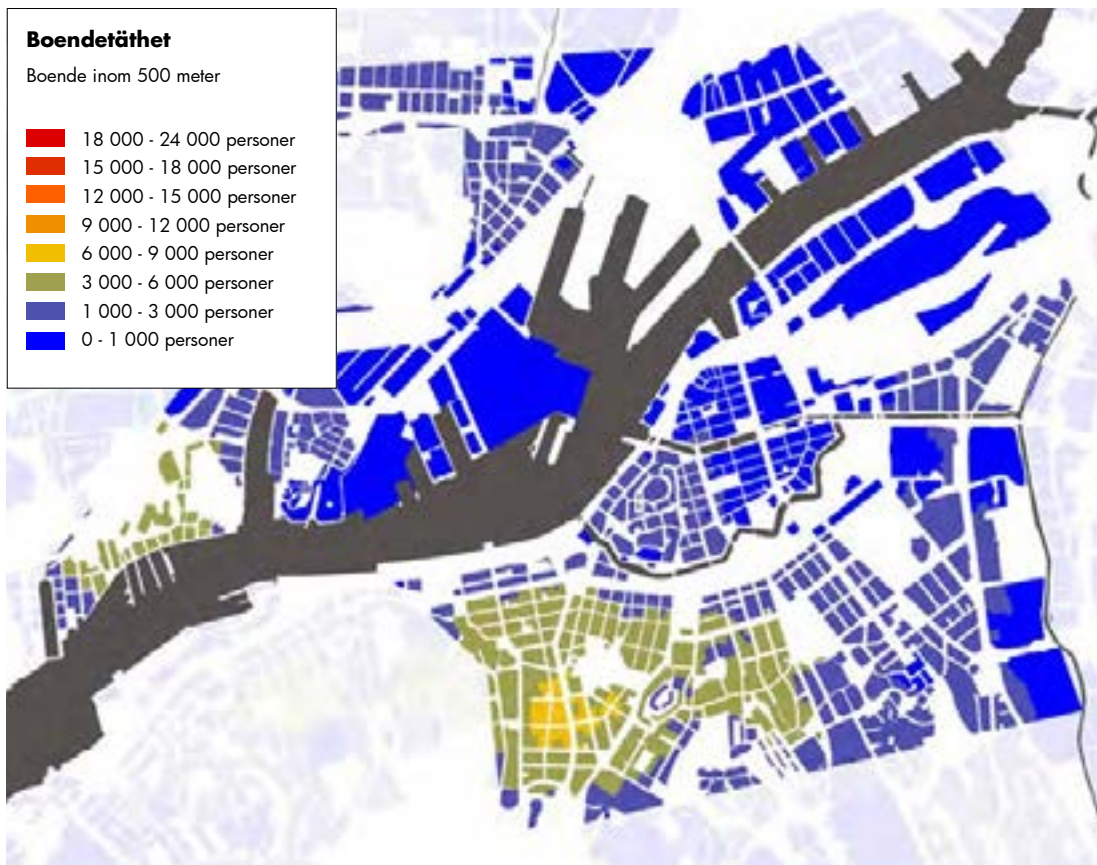 Boendetäthet
Boende inom 500 meter
18 000 - 24 000 personer
15 000 - 18 000 personer
12 000 - 15 000 personer
9 000 - 12 000 personer
6 000 - 9 000 personer
3 000 - 6 000 personer
1 000 - 3 000 personer
0 - 1 000 personer